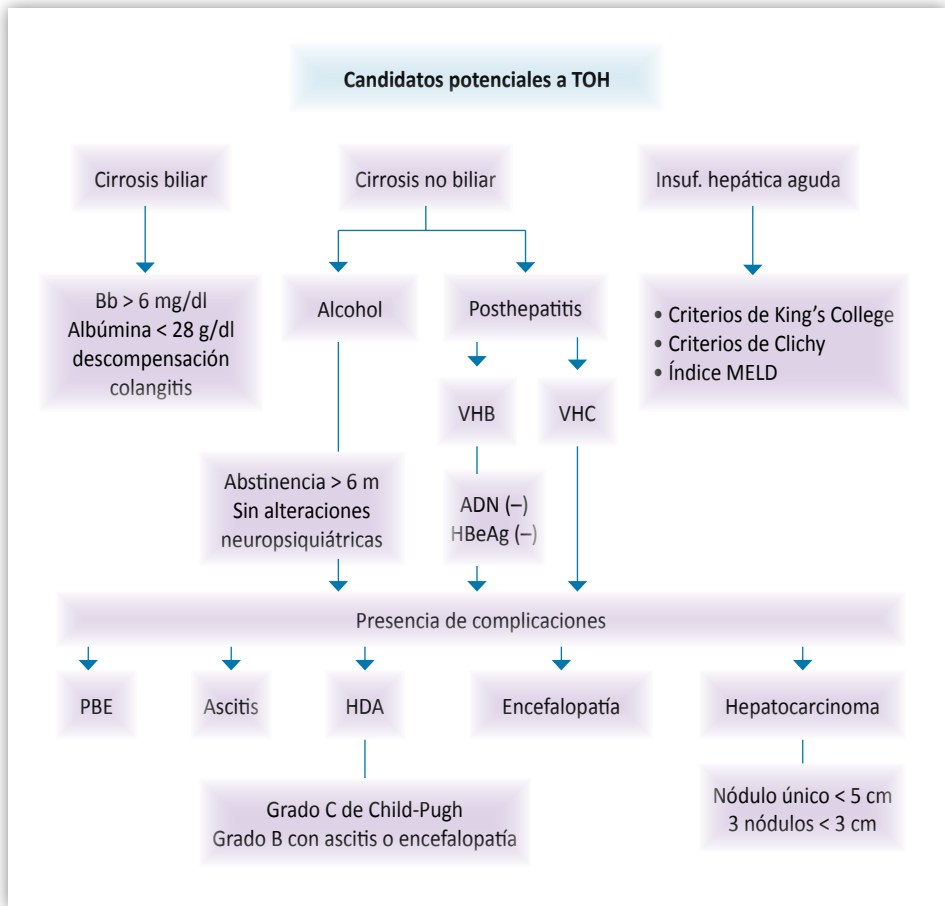 Candidatos potenciales a TOH
Cirrosis biliar
Cirrosis no biliar
Insuf. hepática aguda
Bb > 6 mg/dl
Albúmina < 28 g/dl
descompensación
colangitis
Alcohol
Posthepatitis
• Criterios de King’s College
• Criterios de Clichy
• Índice MELD
VHB
VHC
Abstinencia > 6 m
Sin alteraciones
neuropsiquiátricas
ADN (–)
HBeAg (–)
Presencia de complicaciones
PBE
Ascitis
HDA
Encefalopatía
Hepatocarcinoma
Grado C de Child-Pugh
Grado B con ascitis o encefalopatía
Nódulo único < 5 cm
3 nódulos < 3 cm